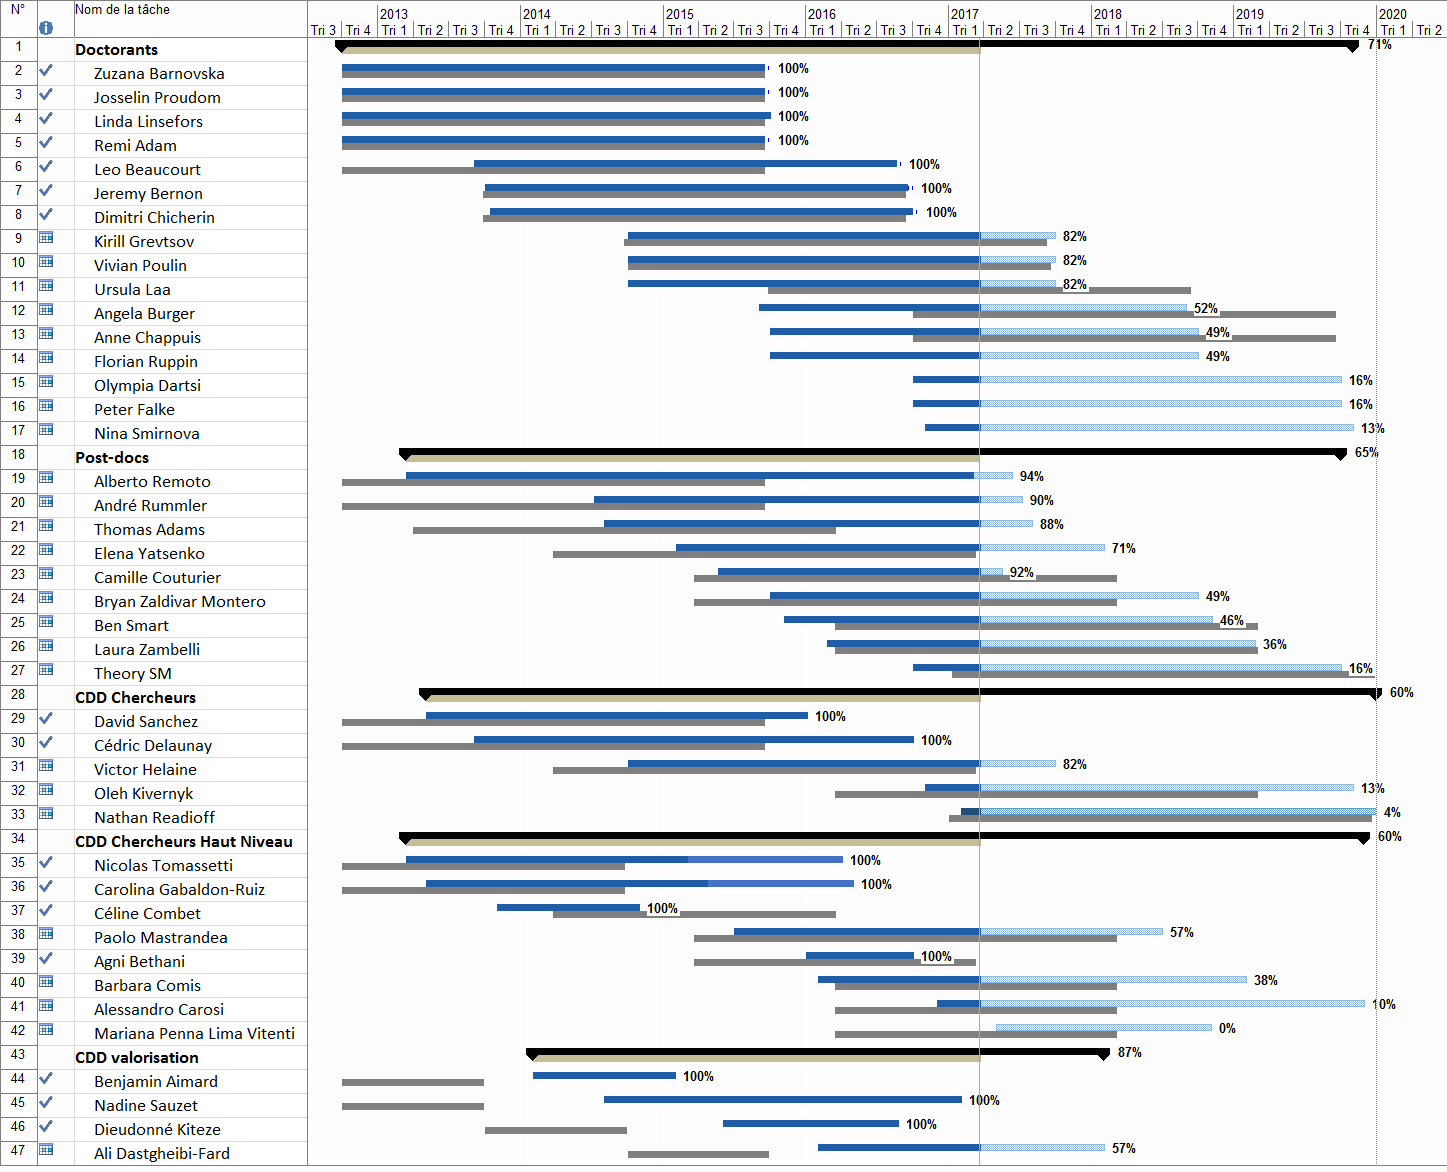 N° Nom de la tâche 2013 2014 2015 2016 2017 2018 2019 2020
Tri 3 Tri 4 Tri 1 Tri 2 Tri 3 Tri 4 Tri 1 Tri 2 Tri 3 Tri 4 Tri 1 Tri 2 Tri 3 Tri 4 Tri 1 Tri 2 Tri 3 Tri 4 Tri 1 Tri 2 Tri 3 Tri 4 Tri 1 Tri 2 Tri 3 Tri 4 Tri 1 Tri 2 Tri 3 Tri 4 Tri 1 Tri 2
1 Doctorants 71%
2 Zuzana Barnovska 100%
3 Josselin Proudom 100%
4 Linda Linsefors 100%
5 Remi Adam 100%
6 Leo Beaucourt 100%
7 Jeremy Bernon 100%
8 Dimitri Chicherin 100%
9 Kirill Grevtsov 82%
10 Vivian Poulin 82%
11 Ursula Laa 82%
12 Angela Burger 52%
13 Anne Chappuis 49%
14 Florian Ruppin 49%
15 Olympia Dartsi 16%
16 Peter Falke 16%
17 Nina Smirnova 13%
18 Post-docs 65%
19 Alberto Remoto 94%
20 André Rummler 90%
21 Thomas Adams 88%
22 Elena Yatsenko 71%
23 Camille Couturier 92%
24 Bryan Zaldivar Montero 49%
25 Ben Smart 46%
26 Laura Zambelli 36%
27 Theory SM 16%
28 CDD Chercheurs 60%
29 David Sanchez 100%
30 Cédric Delaunay 100%
31 Victor Helaine 82%
32 Oleh Kivernyk 13%
33 Nathan Readioff 4%
34 CDD Chercheurs Haut Niveau 60%
35 Nicolas Tomassetti 100%
36 Carolina Gabaldon-Ruiz 100%
37 Céline Combet 100%
38 Paolo Mastrandea 57%
39 Agni Bethani 100%
40 Barbara Comis 38%
41 Alessandro Carosi 10%
42 Mariana Penna Lima Vitenti 0%
43 CDD valorisation 87%
44 Benjamin Aimard 100%
45 Nadine Sauzet 100%
46 Dieudonné Kiteze 100%
47 Ali Dastgheibi-Fard 57%